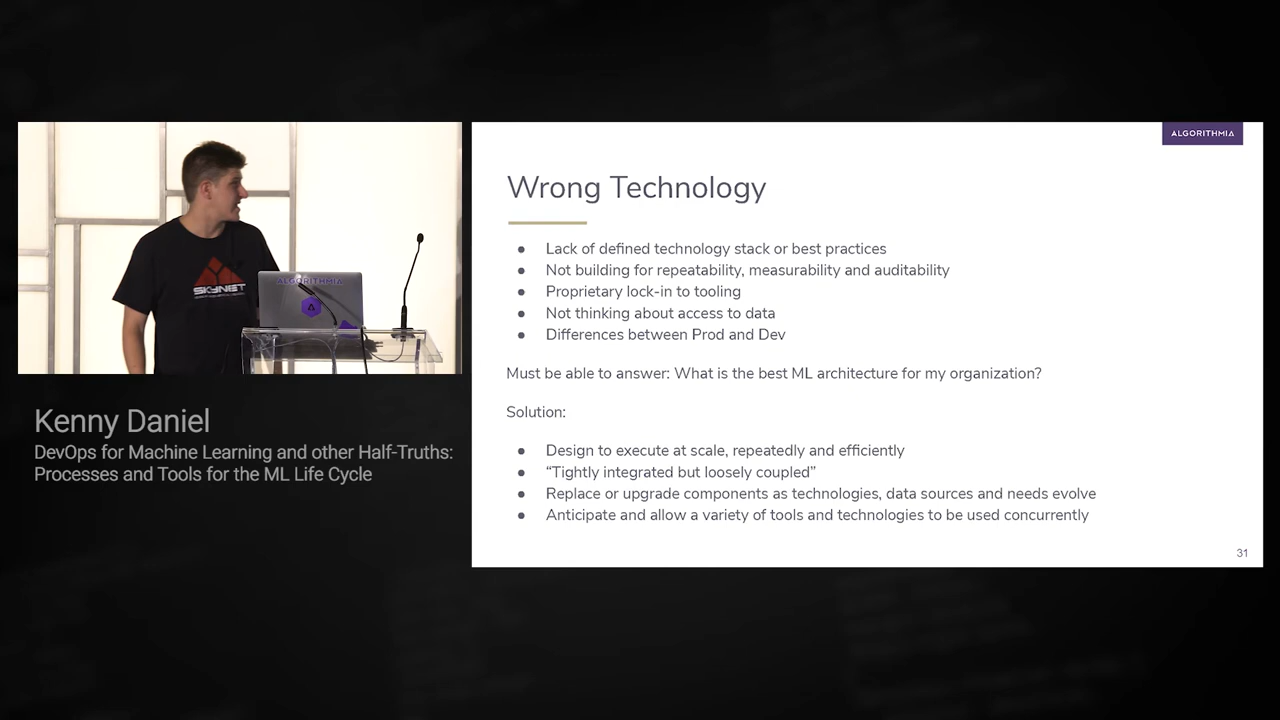 ALGORITHMIA
Wrong Technology
● Lack of defined technology stack or best practices
● Not building for repeatability, measurability and auditability
● Proprietary lock-in to tooling
● Not thinking about access to data
● Differences between Prod and Dev
Must be able to answer: What is the best ML architecture for my organization?
Solution:
● Design to execute at scale, repeatedly and efficiently
● “Tightly integrated but loosely coupled”
● Replace or upgrade components as technologies, data sources and needs evolve
● Anticipate and allow a variety of tools and technologies to be used concurrently
31
SKYNET
ALGORITHMIA
Kenny Daniel
DevOps for Machine Learning and other Half-Truths:
Processes and Tools for the ML Life Cycle